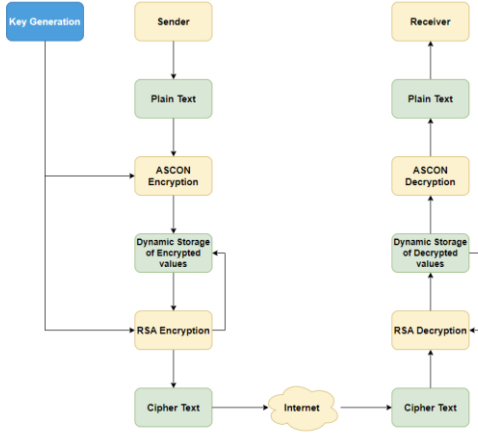 Key Generation
Sender
Receiver
Plain Text
Plain Text
ASCON
Encryption
ASCON
Decryption
Dynamic Storage
of Encrypted
values
Dynamic Storage
of Decrypted
values
RSA Encryption
RSA Decryption
Cipher Text
Internet
Cipher Text